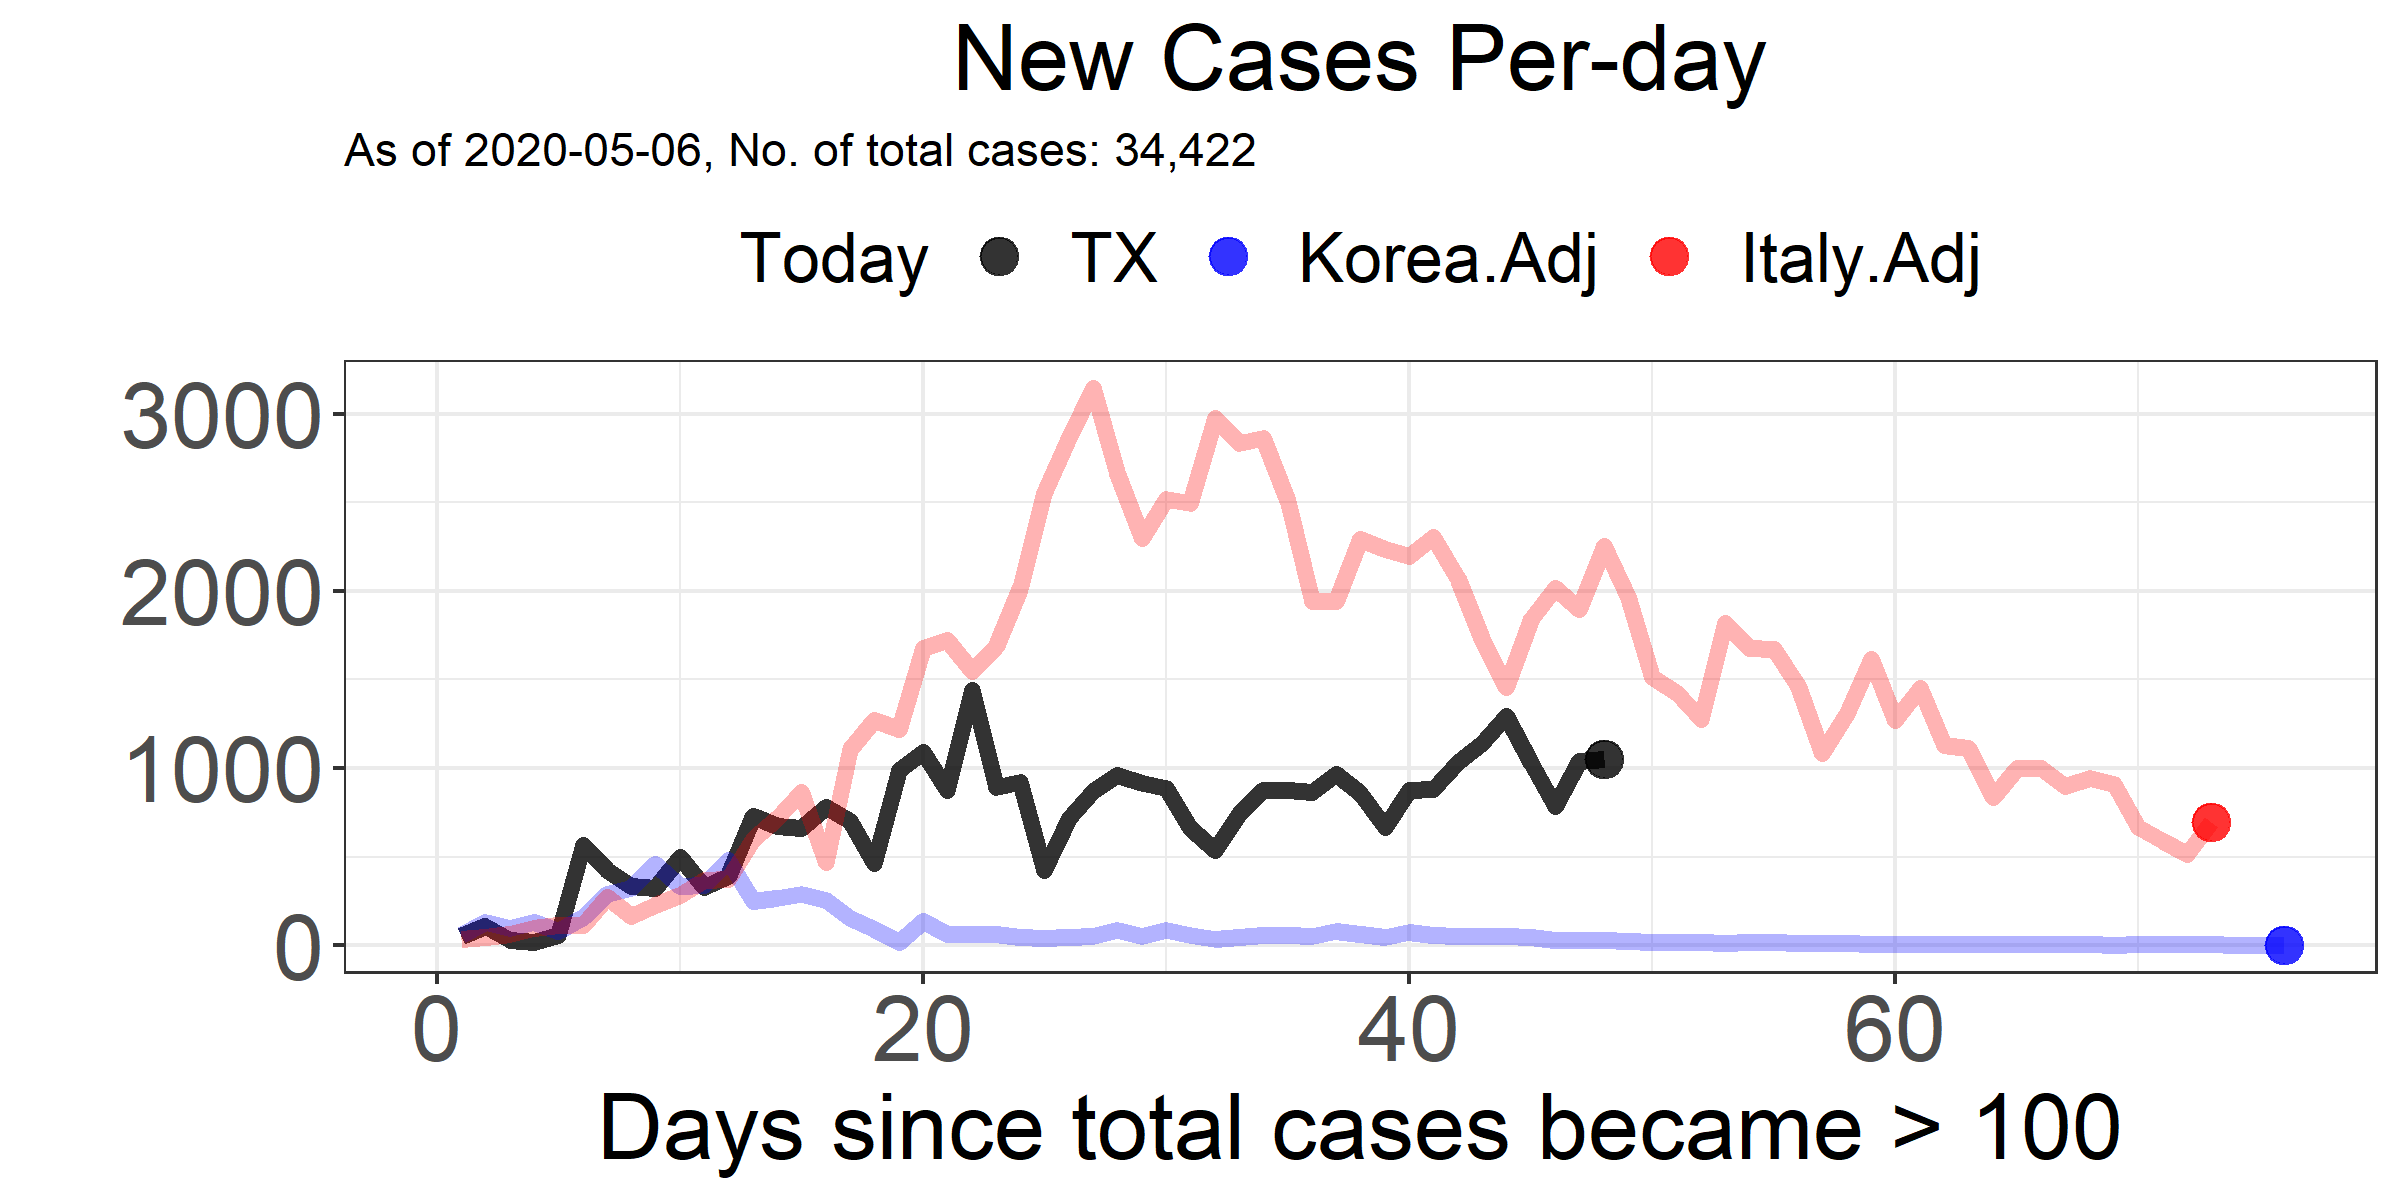 New Cases Per-day
As of 2020-05-06, No. of total cases: 34,422
Today TX Korea.Adj Italy.Adj
3000
2000
1000
0
0 20 40 60
Days since total cases became > 100